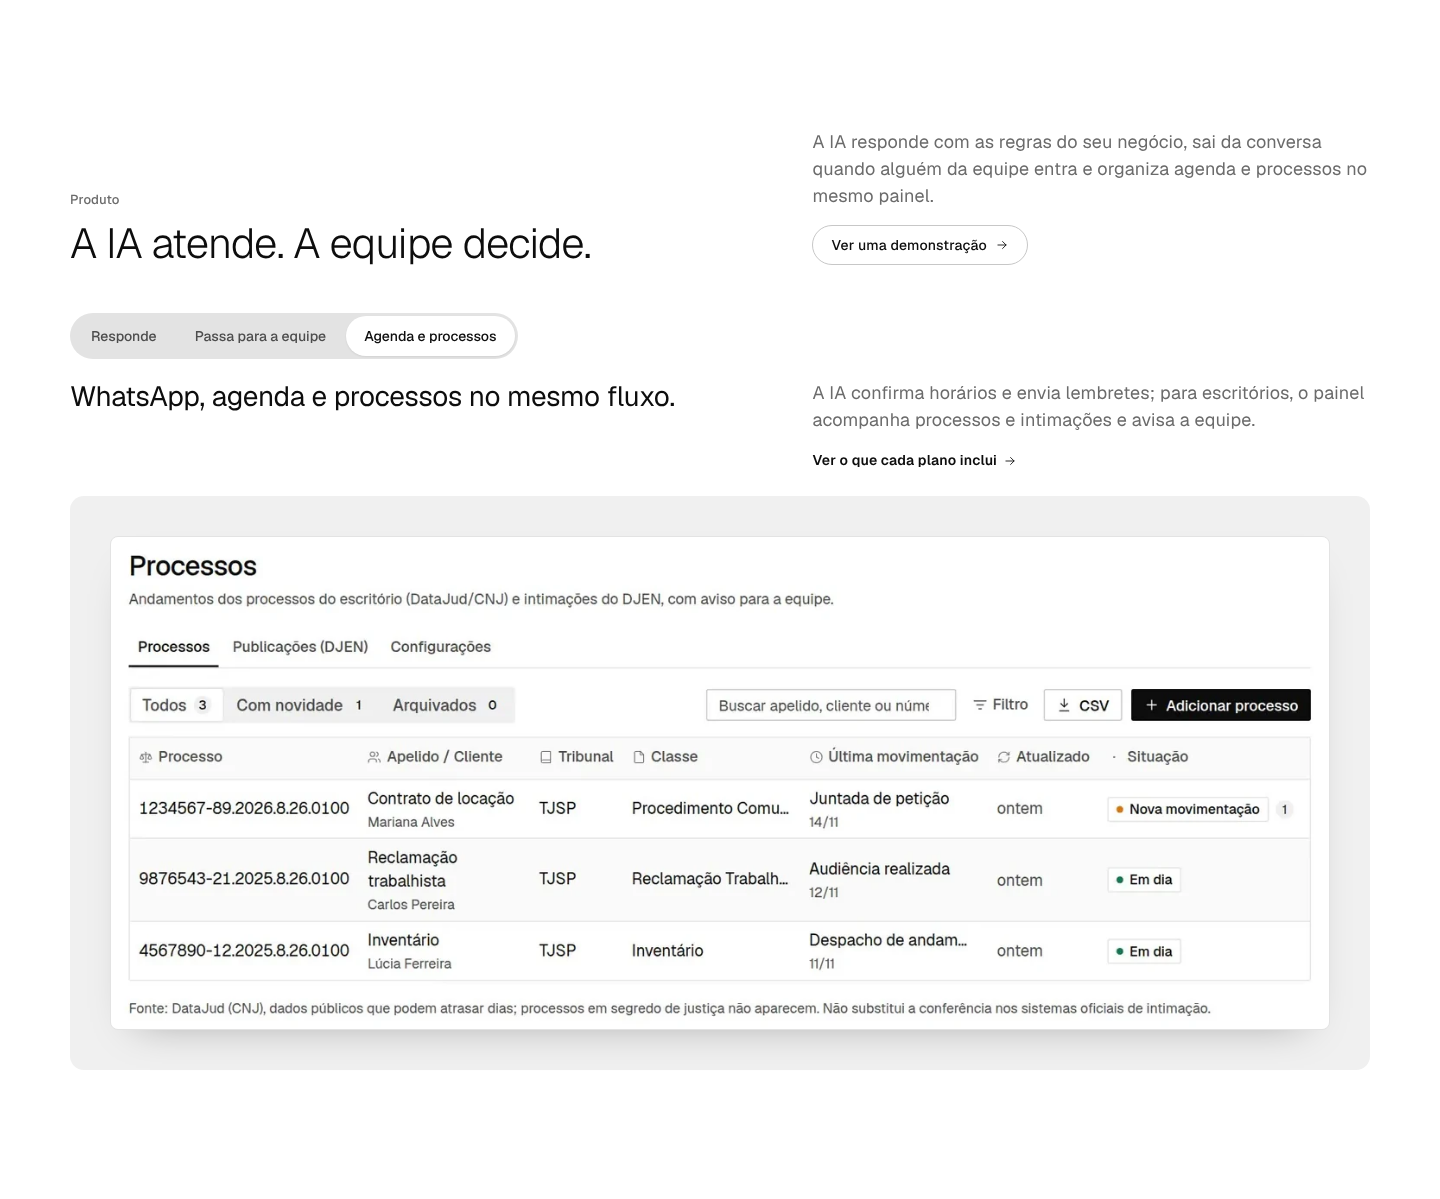 Produto
A IA atende. A equipe decide.
A IA responde com as regras do seu negócio, sai da conversa
quando alguém da equipe entra e organiza agenda e processos no
mesmo painel.
Ver uma demonstração →
Responde Passa para a equipe Agenda e processos
WhatsApp, agenda e processos no mesmo fluxo.
A IA confirma horários e envia lembretes; para escritórios, o painel
acompanha processos e intimações e avisa a equipe.
Ver o que cada plano inclui →
Processos
Andamentos dos processos do escritório (DataJud/CNJ) e intimações do DJEN, com aviso para a equipe.
Processos Publicações (DJEN) Configurações
Todos 3 Com novidade 1 Arquivados 0 Buscar apelido, cliente ou núme Filtro CSV + Adicionar processo
Processo Apelido / Cliente Tribunal Classe Última movimentação Atualizado · Situação
1234567-89.2026.8.26.0100 Contrato de locação TJSP Procedimento Comu... Juntada de petição ontem Nova movimentação 1
Mariana Alves 14/11
Reclamação
9876543-21.2025.8.26.0100 trabalhista TJSP Reclamação Trabalh... Audiência realizada ontem Em dia
Carlos Pereira 12/11
4567890-12.2025.8.26.0100 Inventário TJSP Inventário Despacho de andam... ontem Em dia
Lúcia Ferreira 11/11
Fonte: DataJud (CNJ), dados públicos que podem atrasar dias; processos em segredo de justiça não aparecem. Não substitui a conferência nos sistemas oficiais de intimação.